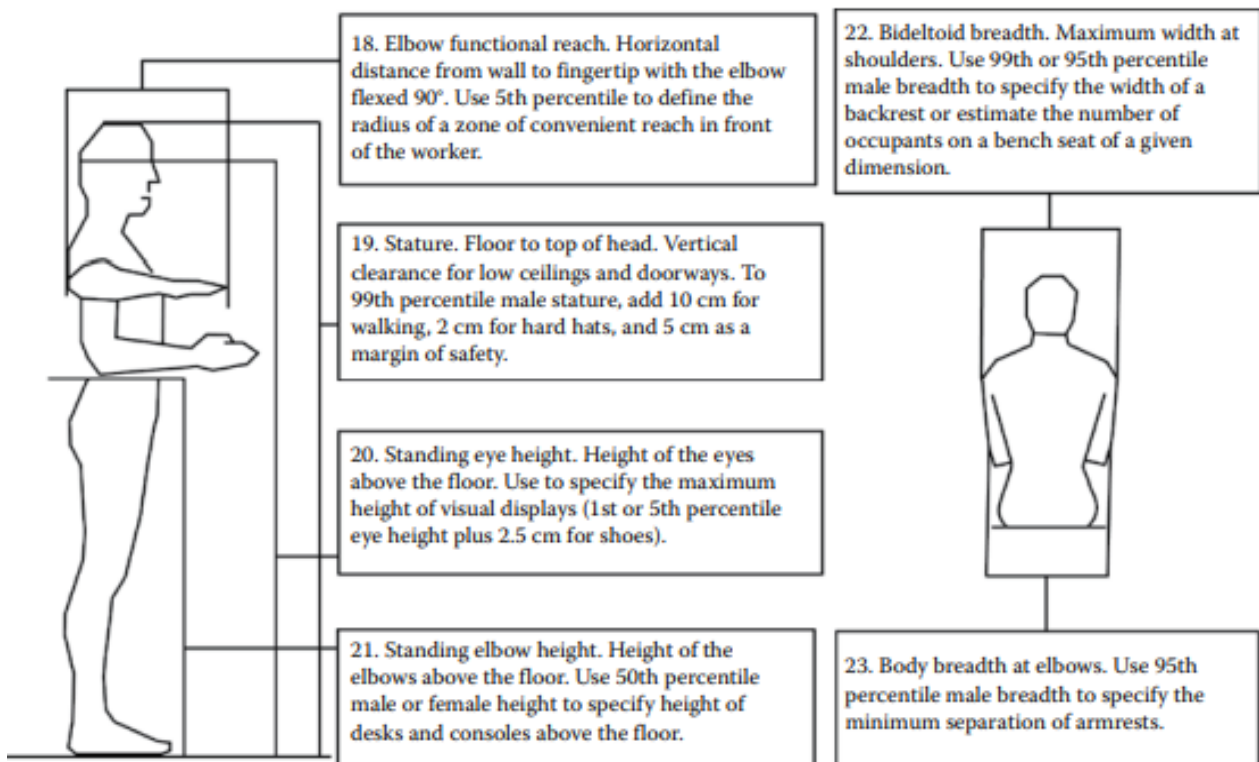 18. Elbow functional reach. Horizontal
distance from wall to fingertip with the elbow
flexed 90°. Use 5th percentile to define the
radius of a zone of convenient reach in front
of the worker.
19. Stature. Floor to top of head. Vertical
clearance for low ceilings and doorways. To
99th percentile male stature, add 10 cm for
walking, 2 cm for hard hats, and 5 cm as a
margin of safety.
20. Standing eye height. Height of the eyes
above the floor. Use to specify the maximum
height of visual displays (1st or 5th percentile
eye height plus 2.5 cm for shoes).
21. Standing elbow height. Height of the
elbows above the floor. Use 50th percentile
male or female height to specify height of
desks and consoles above the floor.
22. Bideltoid breadth. Maximum width at
shoulders. Use 99th or 95th percentile
male breadth to specify the width of a
backrest or estimate the number of
occupants on a bench seat of a given
dimension.
23. Body breadth at elbows. Use 95th
percentile male breadth to specify the
minimum separation of armrests.